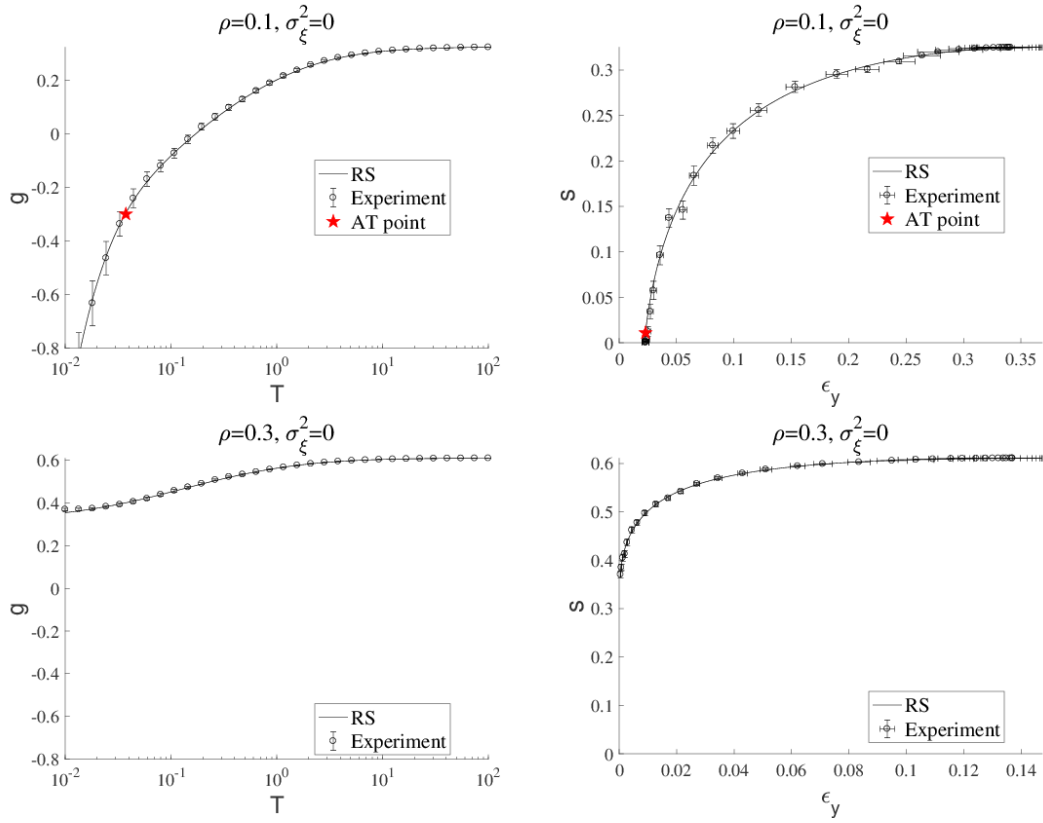 ρ=0.1, σ_ξ^2=0
g
0.2
0
-0.2
-0.4
-0.6
-0.8
RS
Experiment
AT point
10^-2
10^-1
10^0
10^1
10^2
T
ρ=0.1, σ_ξ^2=0
s
0.3
0.25
0.2
0.15
0.1
0.05
0
RS
Experiment
AT point
0
0.05
0.1
0.15
0.2
0.25
0.3
0.35
ϵ_y
ρ=0.3, σ_ξ^2=0
g
0.6
0.4
0.2
0
-0.2
-0.4
-0.6
-0.8
RS
Experiment
10^-2
10^-1
10^0
10^1
10^2
T
ρ=0.3, σ_ξ^2=0
s
0.6
0.5
0.4
0.3
0.2
0.1
0
RS
Experiment
0
0.02
0.04
0.06
0.08
0.1
0.12
0.14
ϵ_y